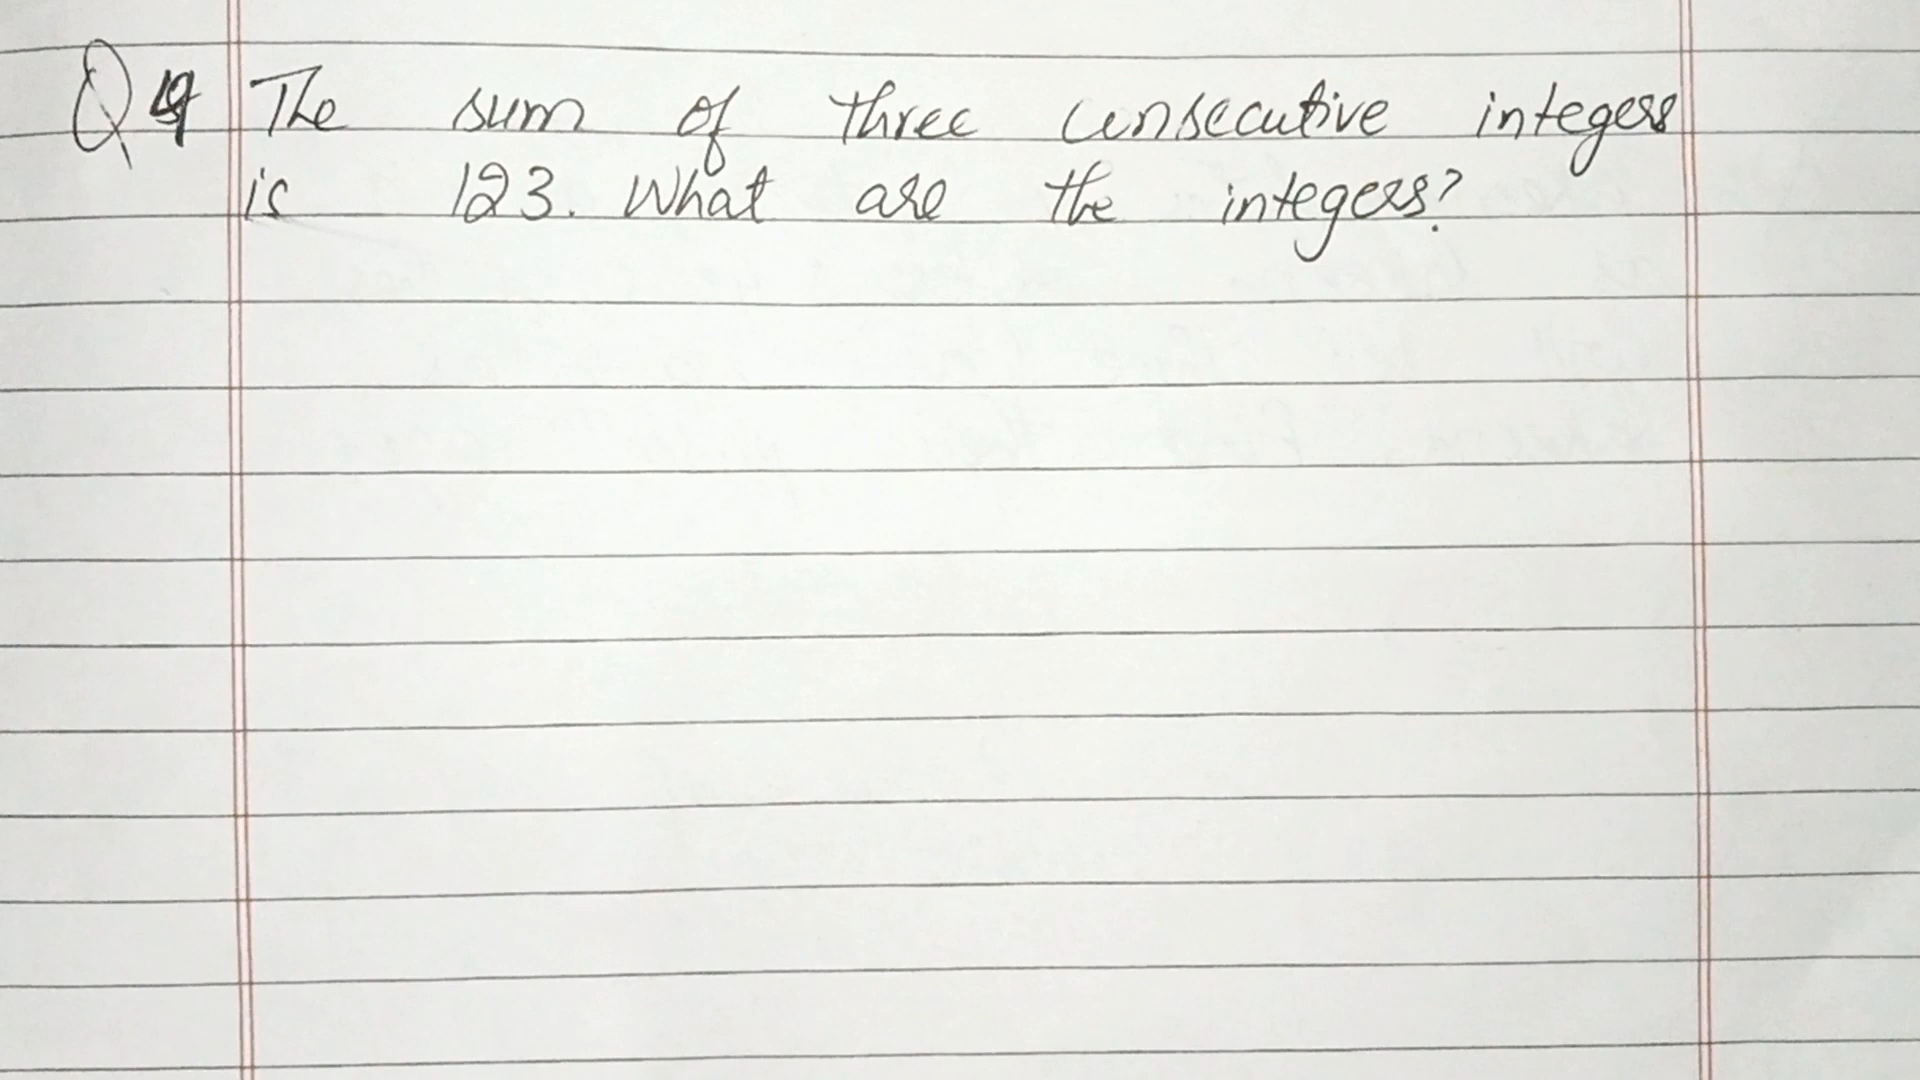 Q4 The sum of three consecutive integers
is 123. What are the integers?